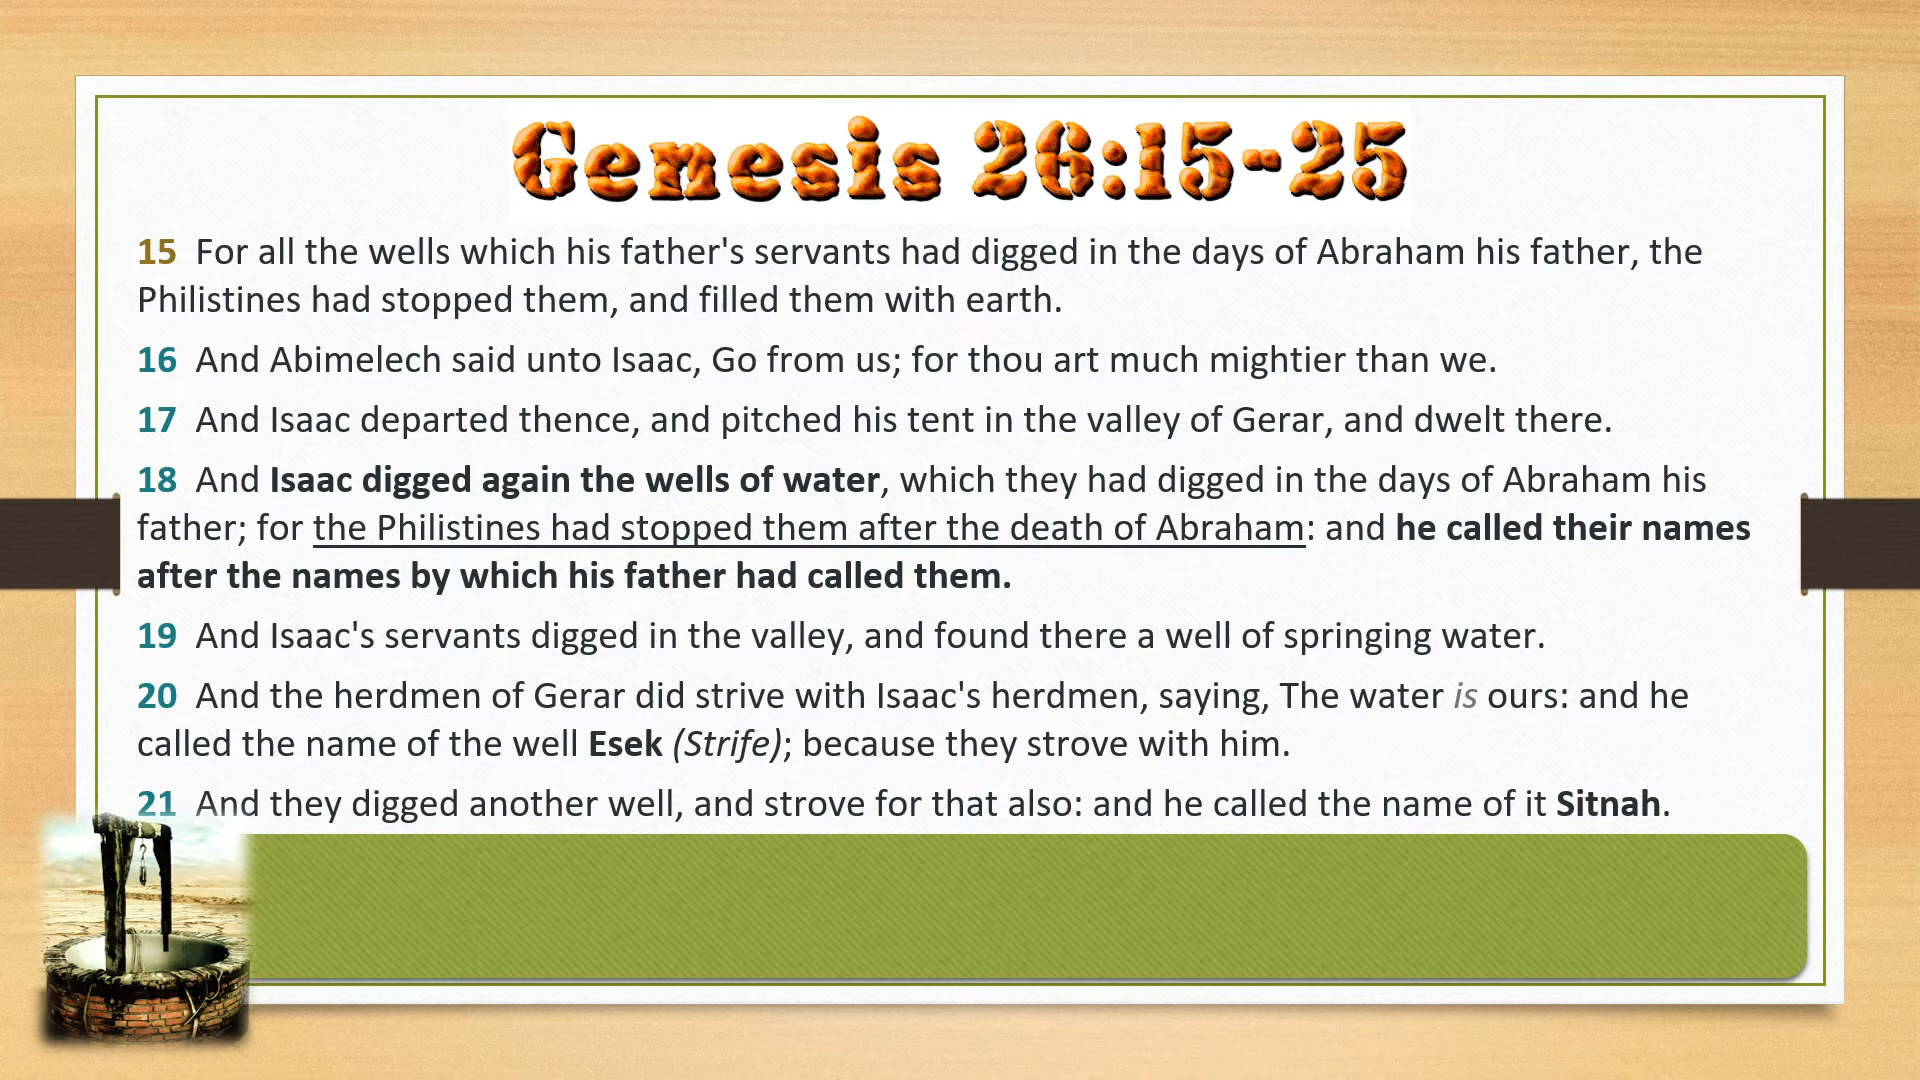 Genesis 26:15-25
15 For all the wells which his father's servants had digged in the days of Abraham his father, the
Philistines had stopped them, and filled them with earth.
16 And Abimelech said unto Isaac, Go from us; for thou art much mightier than we.
17 And Isaac departed thence, and pitched his tent in the valley of Gerar, and dwelt there.
18 And Isaac digged again the wells of water, which they had digged in the days of Abraham his
father; for the Philistines had stopped them after the death of Abraham: and he called their names
after the names by which his father had called them.
19 And Isaac's servants digged in the valley, and found there a well of springing water.
20 And the herdmen of Gerar did strive with Isaac's herdmen, saying, The water is ours: and he
called the name of the well Esek (Strife); because they strove with him.
21 And they digged another well, and strove for that also: and he called the name of it Sitnah.